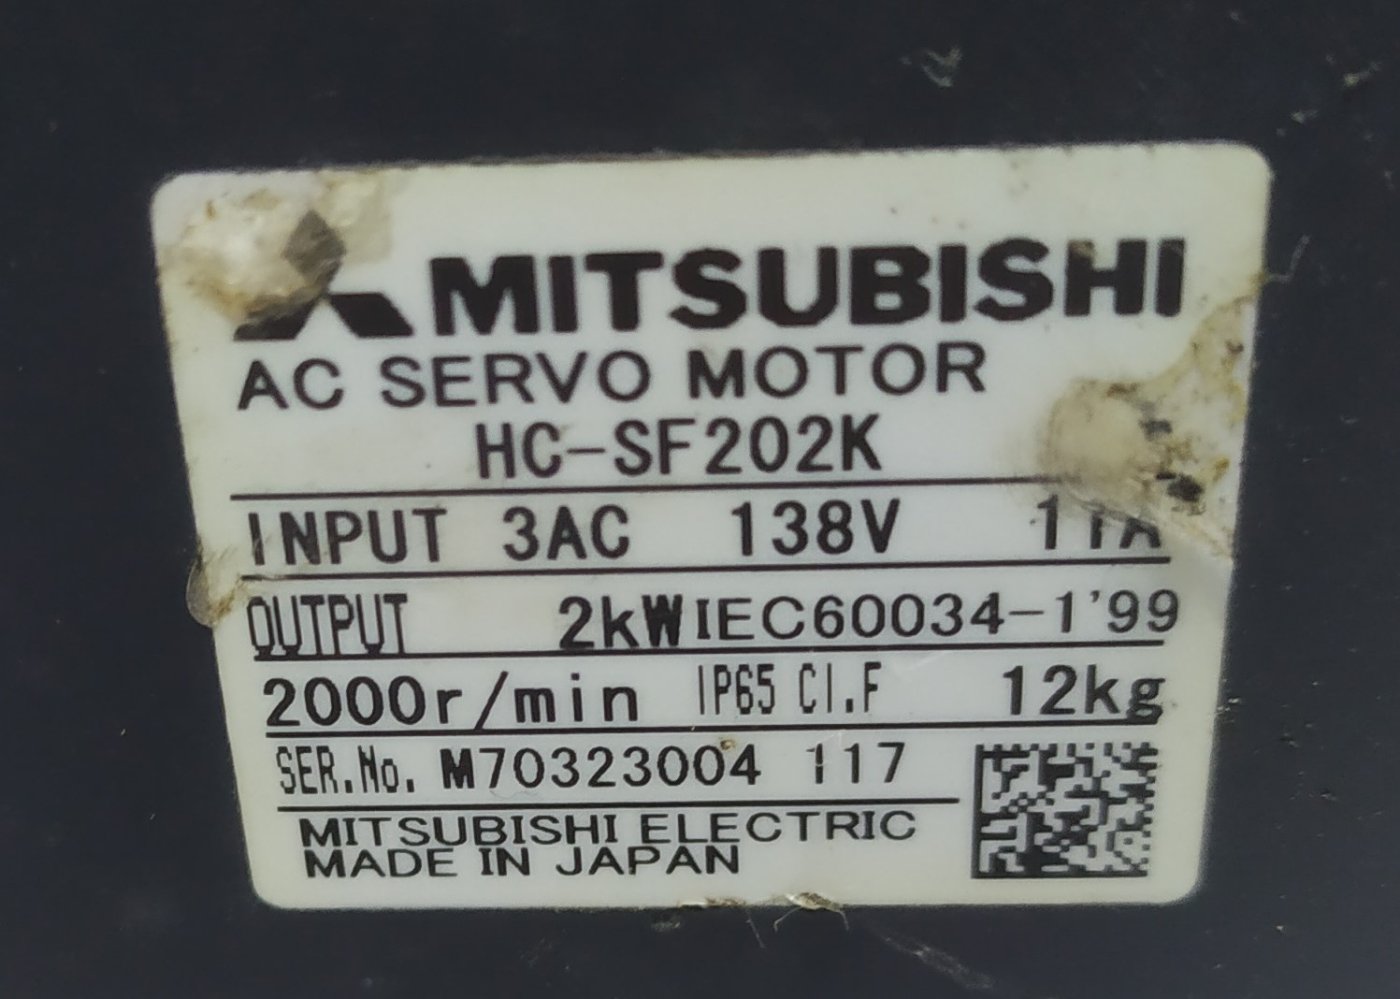 MITSUBISHI
AC SERVO MOTOR
HC-SF202K
INPUT 3AC 138V 11A
OUTPUT 2kW IEC60034-1'99
2000r/min IP65 Cl.F 12kg
SER.No. M70323004 117
MITSUBISHI ELECTRIC
MADE IN JAPAN